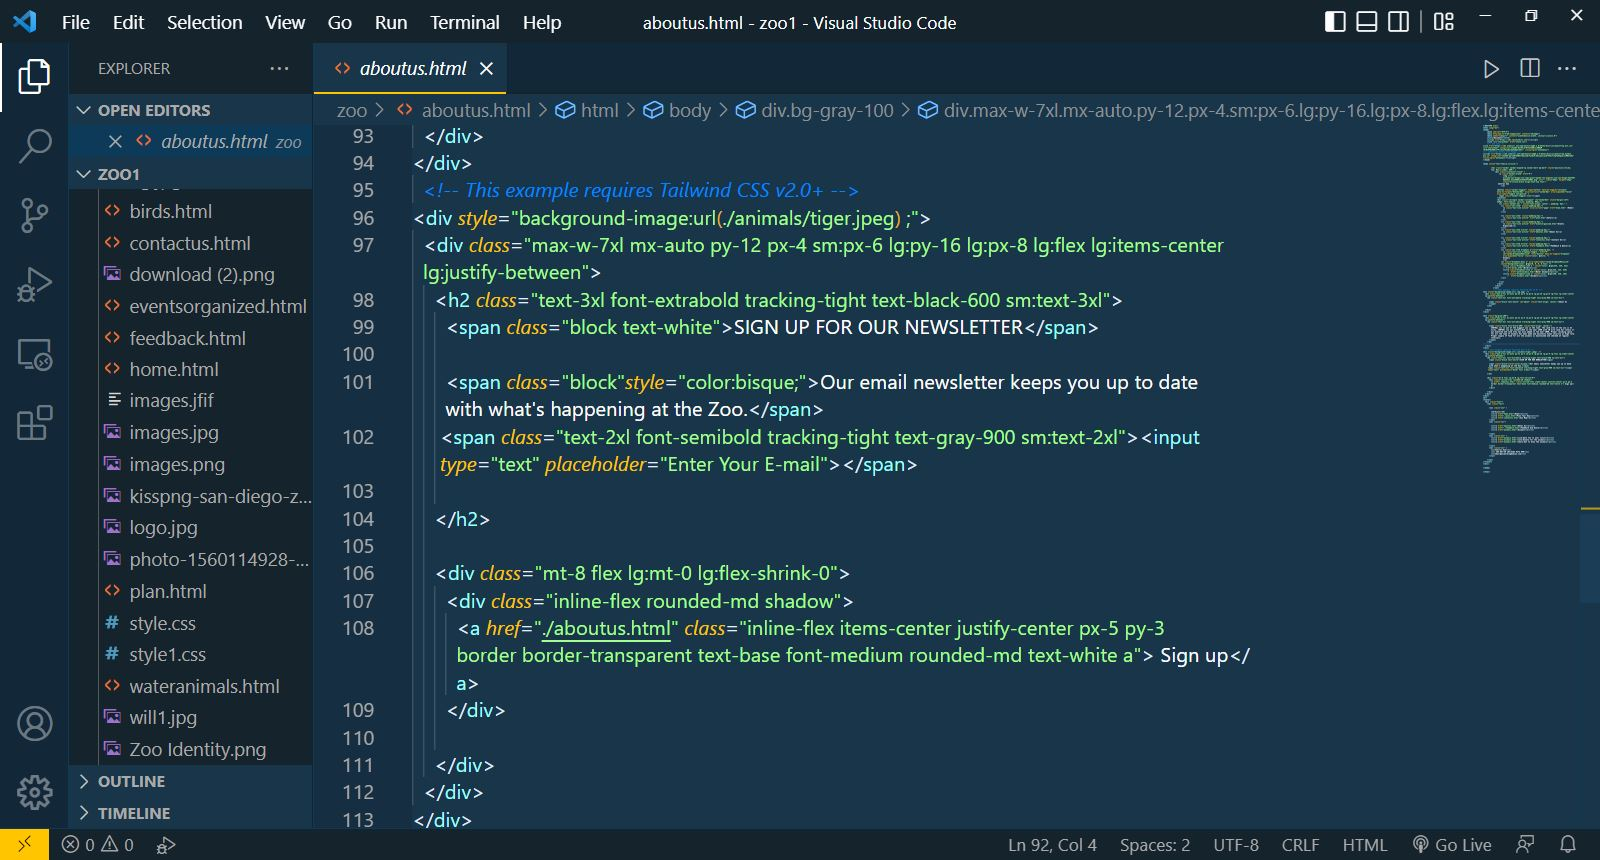 File Edit Selection View Go Run Terminal Help
aboutus.html - zoo1 - Visual Studio Code
EXPLORER
aboutus.html
OPEN EDITORS
aboutus.html zoo
ZOO1
birds.html
contactus.html
download (2).png
eventsorganized.html
feedback.html
home.html
images.jfif
images.jpg
images.png
kisspng-san-diego-z...
logo.jpg
photo-1560114928-...
plan.html
style.css
style1.css
wateranimals.html
will1.jpg
Zoo Identity.png
OUTLINE
TIMELINE
zoo > aboutus.html > html > body > div.bg-gray-100 > div.max-w-7xl.mx-auto.py-12.px-4.sm:px-6.lg:py-16.lg:px-8.lg:flex.lg:items-cente
93 </div>
94 </div>
95 <!-- This example requires Tailwind CSS v2.0+ -->
96 <div style="background-image:url(./animals/tiger.jpeg) ;">
97 <div class="max-w-7xl mx-auto py-12 px-4 sm:px-6 lg:py-16 lg:px-8 lg:flex lg:items-center
lg:justify-between">
98 <h2 class="text-3xl font-extrabold tracking-tight text-black-600 sm:text-3xl">
99 <span class="block text-white">SIGN UP FOR OUR NEWSLETTER</span>
100
101 <span class="block"style="color:bisque;">Our email newsletter keeps you up to date
with what's happening at the Zoo.</span>
102 <span class="text-2xl font-semibold tracking-tight text-gray-900 sm:text-2xl"><input
type="text" placeholder="Enter Your E-mail"></span>
103
104 </h2>
105
106 <div class="mt-8 flex lg:mt-0 lg:flex-shrink-0">
107 <div class="inline-flex rounded-md shadow">
108 <a href="./aboutus.html" class="inline-flex items-center justify-center px-5 py-3
border border-transparent text-base font-medium rounded-md text-white a"> Sign up</
a>
109 </div>
110
111 </div>
112 </div>
113 </div>
0 0
Ln 92, Col 4 Spaces: 2 UTF-8 CRLF HTML Go Live